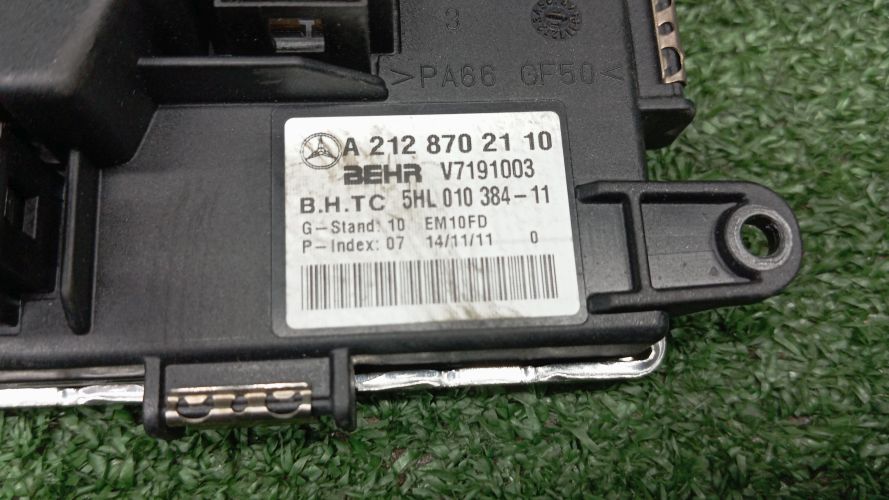 3
>PA66 GF50<
A 212 870 21 10
BEHR V7191003
B.H.TC 5HL 010 384-11
G-Stand: 10 EM10FD
P-Index: 07 14/11/11 0